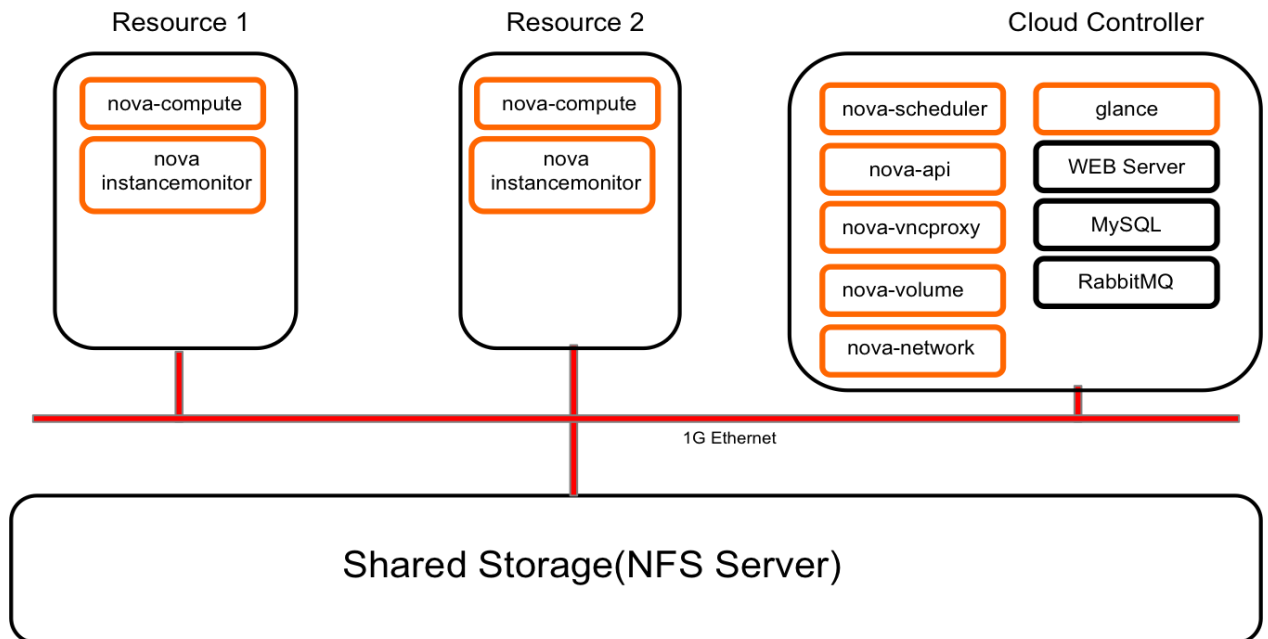 Resource 1
Resource 2
Cloud Controller
nova-compute
nova
instancemonitor
nova-compute
nova
instancemonitor
nova-scheduler
nova-api
nova-vncproxy
nova-volume
nova-network
glance
WEB Server
MySQL
RabbitMQ
1G Ethernet
Shared Storage(NFS Server)